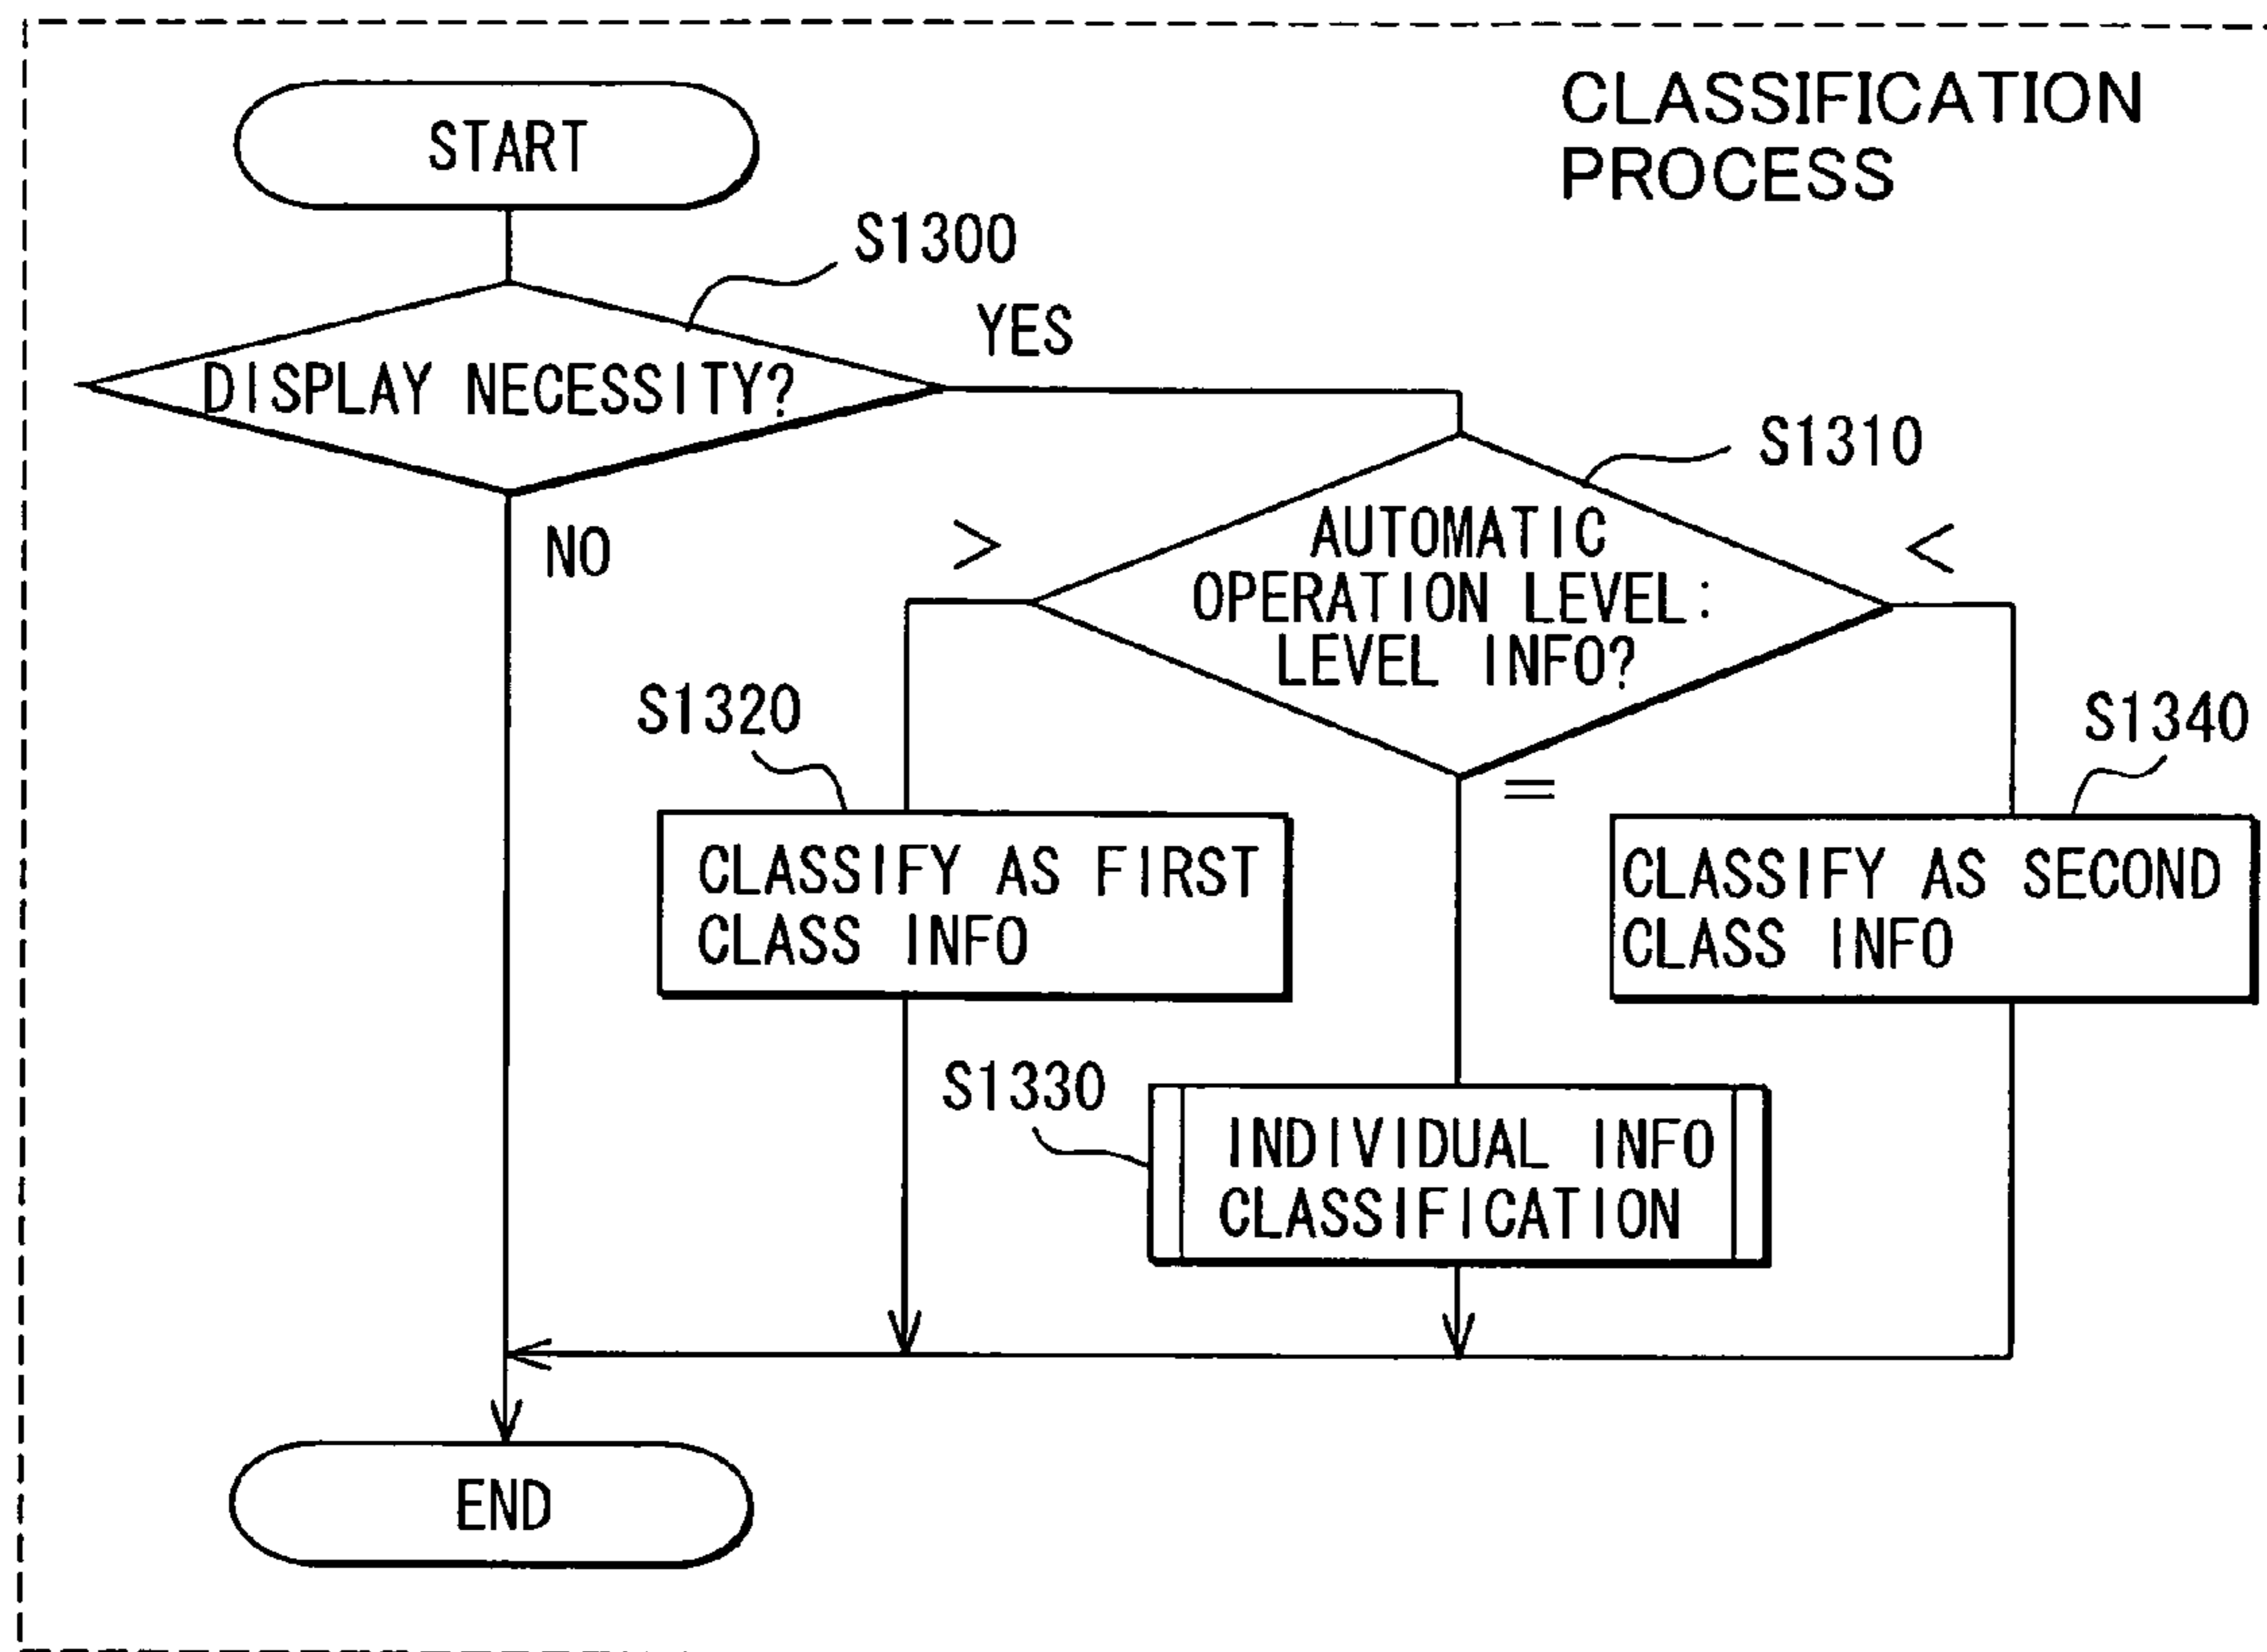 CLASSIFICATION
PROCESS
START
S1300
DISPLAY NECESSITY?
YES
NO
S1310
AUTOMATIC
OPERATION LEVEL:
LEVEL INFO?
>
<
=
S1320
CLASSIFY AS FIRST
CLASS INFO
S1340
CLASSIFY AS SECOND
CLASS INFO
S1330
INDIVIDUAL INFO
CLASSIFICATION
END